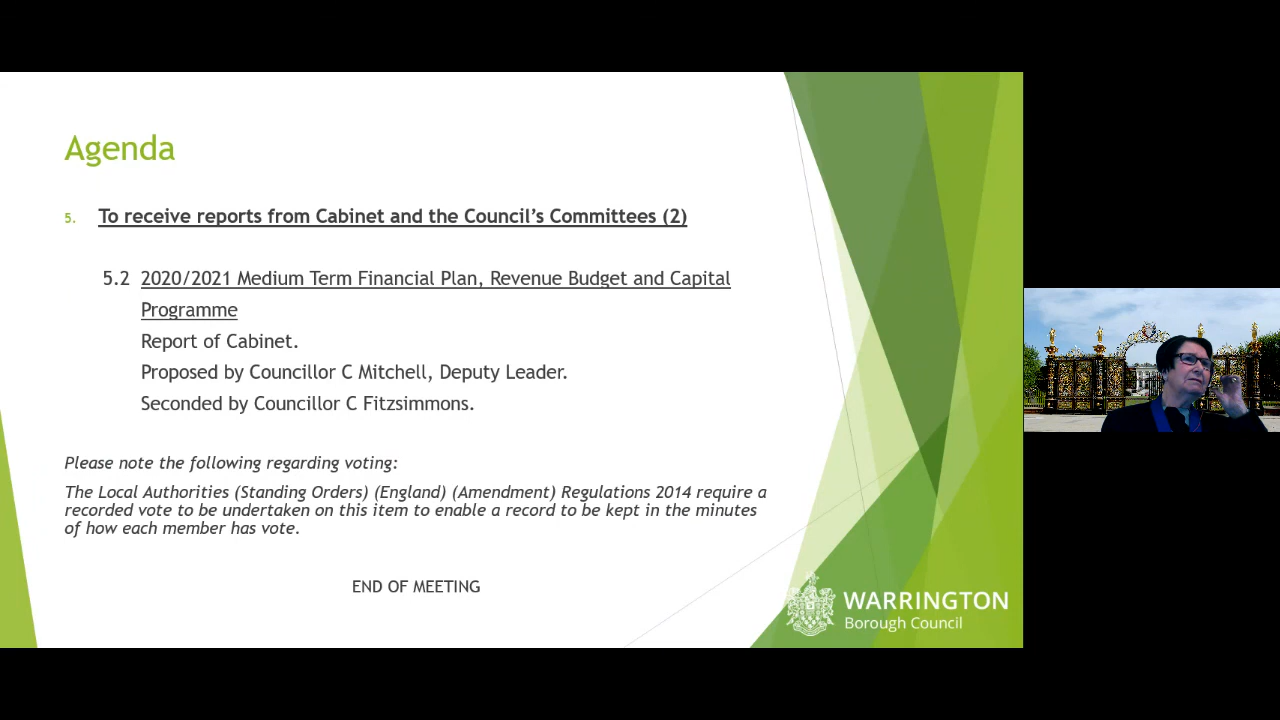 Agenda
5. To receive reports from Cabinet and the Council's Committees (2)
5.2 2020/2021 Medium Term Financial Plan, Revenue Budget and Capital
Programme
Report of Cabinet.
Proposed by Councillor C Mitchell, Deputy Leader.
Seconded by Councillor C Fitzsimmons.
Please note the following regarding voting:
The Local Authorities (Standing Orders) (England) (Amendment) Regulations 2014 require a
recorded vote to be undertaken on this item to enable a record to be kept in the minutes
of how each member has vote.
END OF MEETING
WARRINGTON
Borough Council